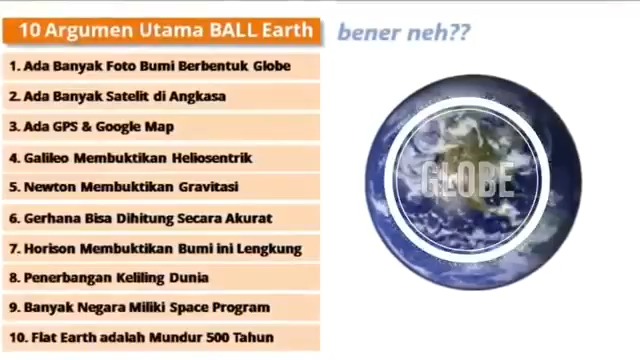 10 Argumen Utama BALL Earth
bener neh??
1. Ada Banyak Foto Bumi Berbentuk Globe
2. Ada Banyak Satelit di Angkasa
3. Ada GPS & Google Map
4. Galileo Membuktikan Heliosentrik
5. Newton Membuktikan Gravitasi
6. Gerhana Bisa Dihitung Secara Akurat
7. Horison Membuktikan Bumi ini Lengkung
8. Penerbangan Keliling Dunia
9. Banyak Negara Miliki Space Program
10. Flat Earth adalah Mundur 500 Tahun
GLOBE